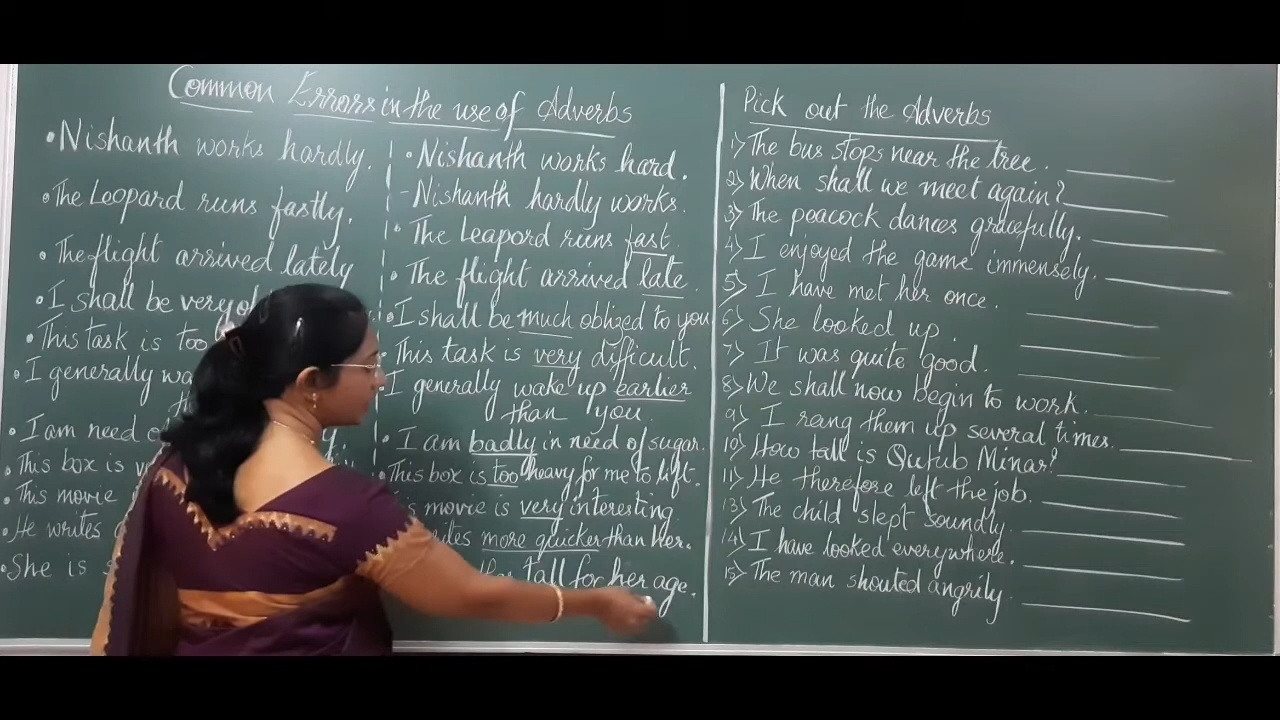 Common Errors in the use of Adverbs
• Nishanth works hardly.
• The Leopard runs fastly.
• The flight arrived lately
• I shall be very
• This task is too
• I generally
• I am need
• This box is
• This movie
• He writes
• She is
• Nishanth works hard.
- Nishanth hardly works.
• The Leapord runs fast.
• The flight arrived late.
• I shall be much oblized to you
• This task is very difficult.
• I generally wake up earlier
than you.
• I am badly in need of sugar.
• This box is too heavy for me to lift.
movie is very interesting
more quicker than her.
tall for her age.
Pick out the Adverbs
1) The bus stops near the tree.
2) When shall we meet again?
3) The peacock dances gracefully.
4) I enjoyed the game immensely.
5) I have met her once.
6) She looked up.
7) It was quite good.
8) We shall now begin to work.
9) I rang them up several times.
10) How tall is Qutub Minar?
11) He therefore left the job.
13) The child slept soundly.
14) I have looked everywhere.
15) The man shouted angrily.